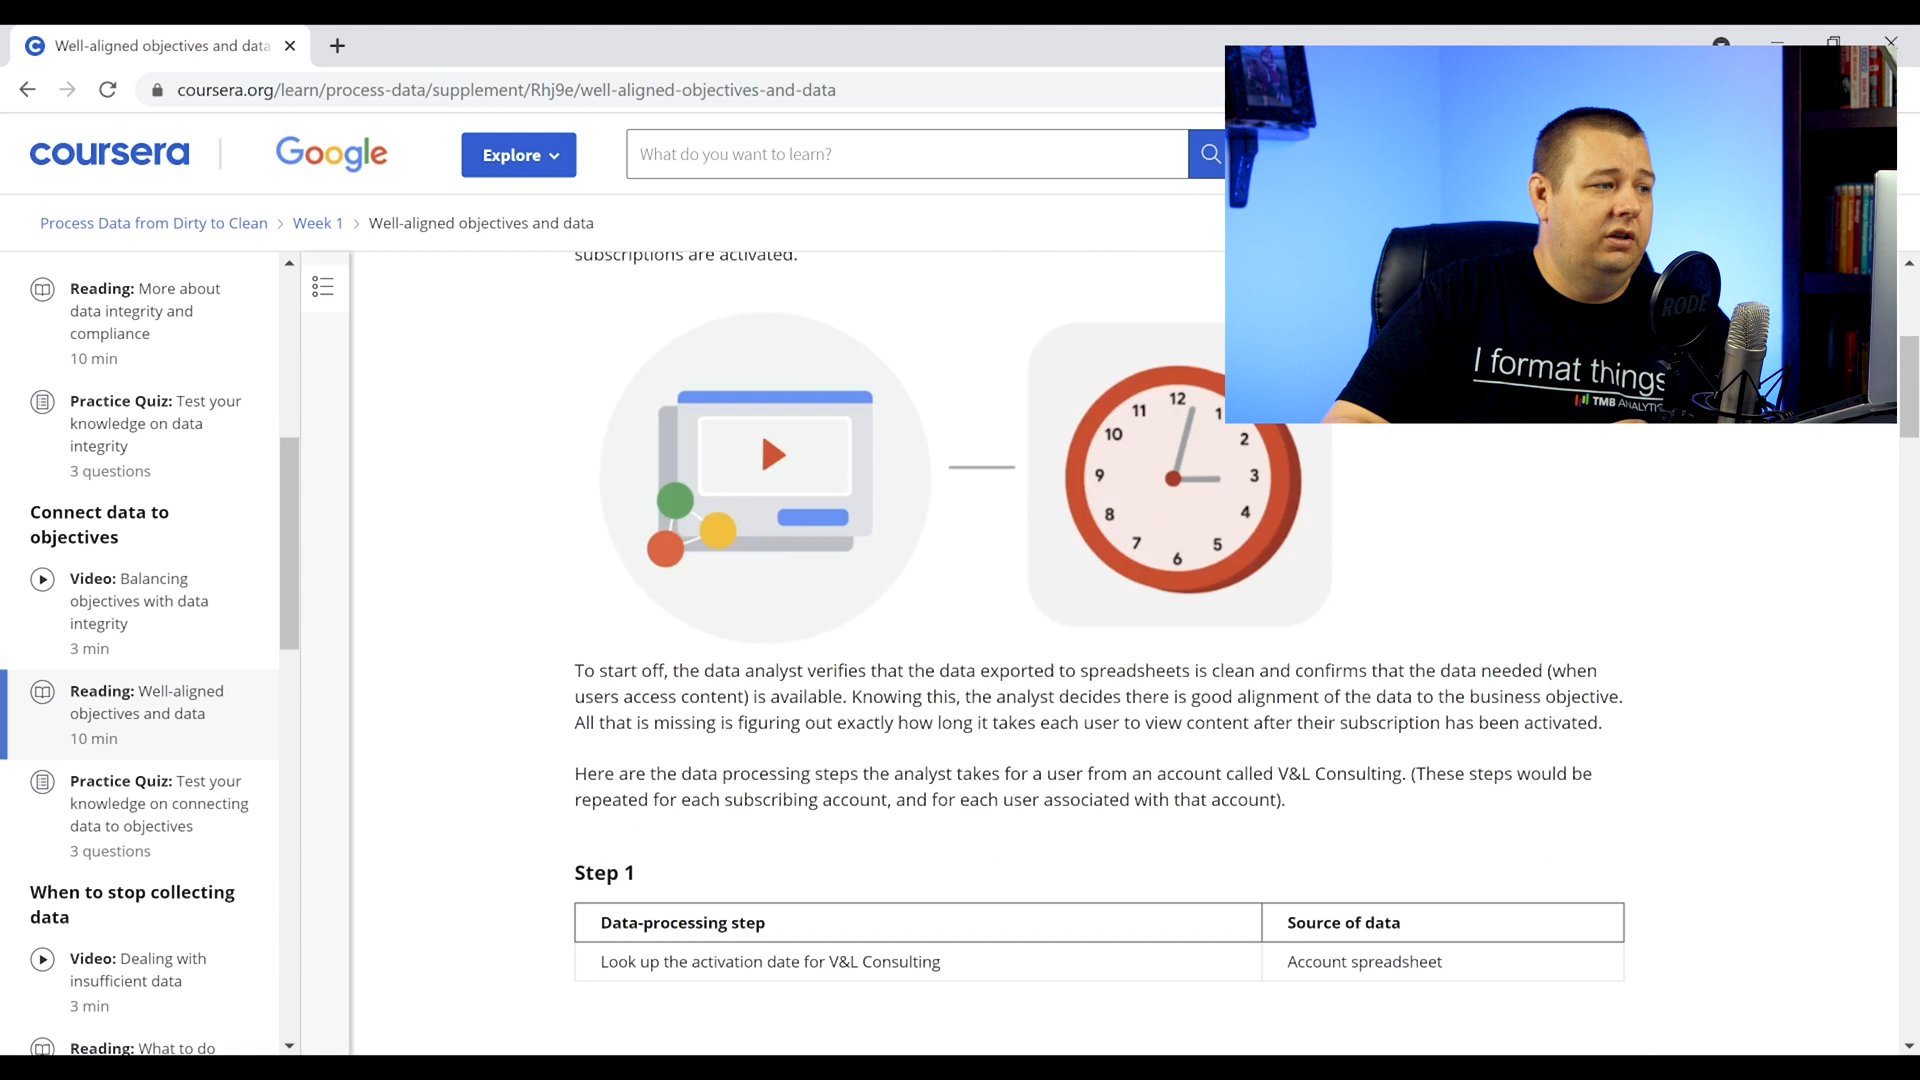 Well-aligned objectives and data
coursera.org/learn/process-data/supplement/Rhj9e/well-aligned-objectives-and-data
coursera
Google
Explore
What do you want to learn?
Process Data from Dirty to Clean > Week 1 > Well-aligned objectives and data
Reading: More about
data integrity and
compliance
10 min
Practice Quiz: Test your
knowledge on data
integrity
3 questions
Connect data to
objectives
Video: Balancing
objectives with data
integrity
3 min
Reading: Well-aligned
objectives and data
10 min
Practice Quiz: Test your
knowledge on connecting
data to objectives
3 questions
When to stop collecting
data
Video: Dealing with
insufficient data
3 min
Reading: What to do
subscriptions are activated.
12
11
1
10
2
9
3
8
4
7
5
6
RODE
I format things
TMB ANALYTIC
To start off, the data analyst verifies that the data exported to spreadsheets is clean and confirms that the data needed (when
users access content) is available. Knowing this, the analyst decides there is good alignment of the data to the business objective.
All that is missing is figuring out exactly how long it takes each user to view content after their subscription has been activated.
Here are the data processing steps the analyst takes for a user from an account called V&L Consulting. (These steps would be
repeated for each subscribing account, and for each user associated with that account).
Step 1
Data-processing step
Source of data
Look up the activation date for V&L Consulting
Account spreadsheet